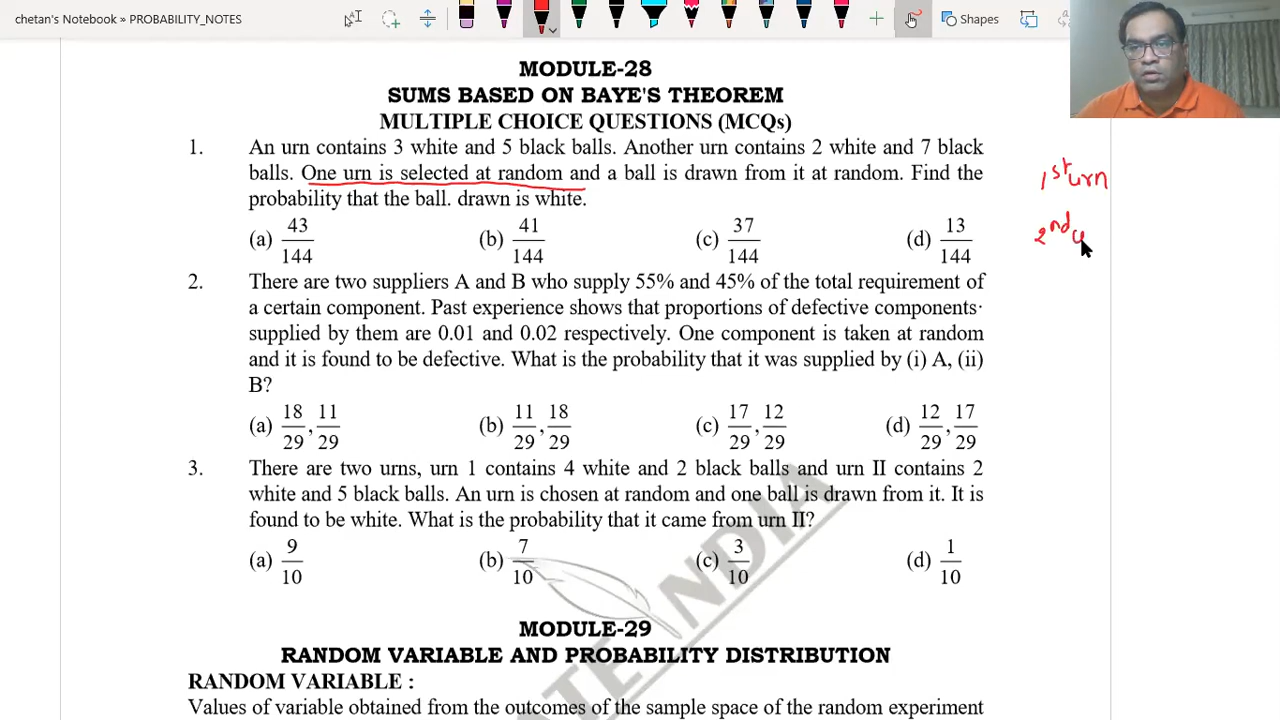 chetan's Notebook » PROBABILITY_NOTES
Shapes
MODULE-28
SUMS BASED ON BAYE'S THEOREM
MULTIPLE CHOICE QUESTIONS (MCQs)
1. An urn contains 3 white and 5 black balls. Another urn contains 2 white and 7 black
balls. One urn is selected at random and a ball is drawn from it at random. Find the
probability that the ball. drawn is white.
(a) 43/144 (b) 41/144 (c) 37/144 (d) 13/144
1st urn
2nd u
2. There are two suppliers A and B who supply 55% and 45% of the total requirement of
a certain component. Past experience shows that proportions of defective components·
supplied by them are 0.01 and 0.02 respectively. One component is taken at random
and it is found to be defective. What is the probability that it was supplied by (i) A, (ii)
B?
(a) 18/29, 11/29 (b) 11/29, 18/29 (c) 17/29, 12/29 (d) 12/29, 17/29
3. There are two urns, urn 1 contains 4 white and 2 black balls and urn II contains 2
white and 5 black balls. An urn is chosen at random and one ball is drawn from it. It is
found to be white. What is the probability that it came from urn II?
(a) 9/10 (b) 7/10 (c) 3/10 (d) 1/10
MODULE-29
RANDOM VARIABLE AND PROBABILITY DISTRIBUTION
RANDOM VARIABLE :
Values of variable obtained from the outcomes of the sample space of the random experiment